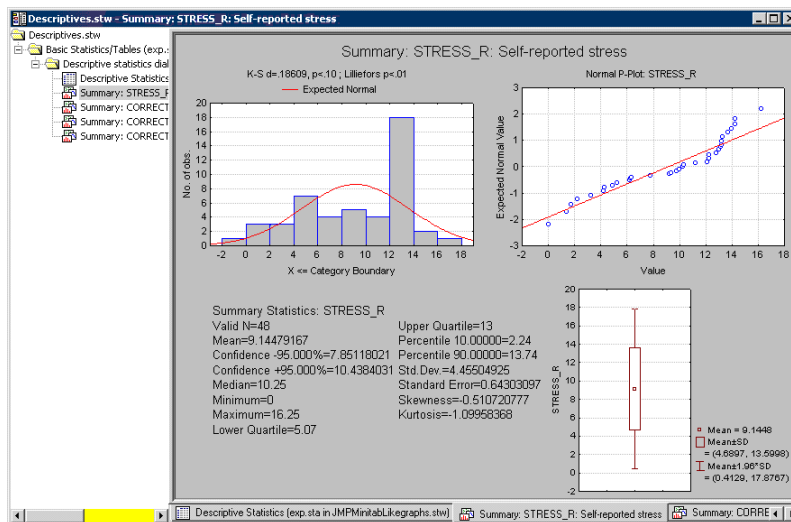 Descriptives.stw - Summary: STRESS_R: Self-reported stress
Descriptives.stw
Basic Statistics/Tables (exp.:
Descriptive statistics dial
Descriptive Statistics
Summary: STRESS_F
Summary: CORRECT
Summary: CORRECT
Summary: CORRECT
Summary: STRESS_R: Self-reported stress
K-S d=.18609, p<.10 ; Lilliefors p<.01
Expected Normal
No. of obs.
20
18
16
14
12
10
8
6
4
2
0
-2 0 2 4 6 8 10 12 14 16 18
X <= Category Boundary
Normal P-Plot: STRESS_R
Expected Normal Value
3
2
1
0
-1
-2
-3
-2 0 2 4 6 8 10 12 14 16 18
Value
Summary Statistics: STRESS_R
Valid N=48
Mean=9.14479167
Confidence -95.000%=7.85118021
Confidence +95.000%=10.4384031
Median=10.25
Minimum=0
Maximum=16.25
Lower Quartile=5.07
Upper Quartile=13
Percentile 10.00000=2.24
Percentile 90.00000=13.74
Std.Dev.=4.45504925
Standard Error=0.64303097
Skewness=-0.510720777
Kurtosis=-1.09958368
STRESS_R
20
18
16
14
12
10
8
6
4
2
0
-2
Mean = 9.1448
Mean±SD
= (4.6897, 13.5998)
Mean±1.96*SD
= (0.4129, 17.8767)
Descriptive Statistics (exp.sta in JMPMinitabLikegraphs.stw)
Summary: STRESS_R: Self-reported stress
Summary: CORRE